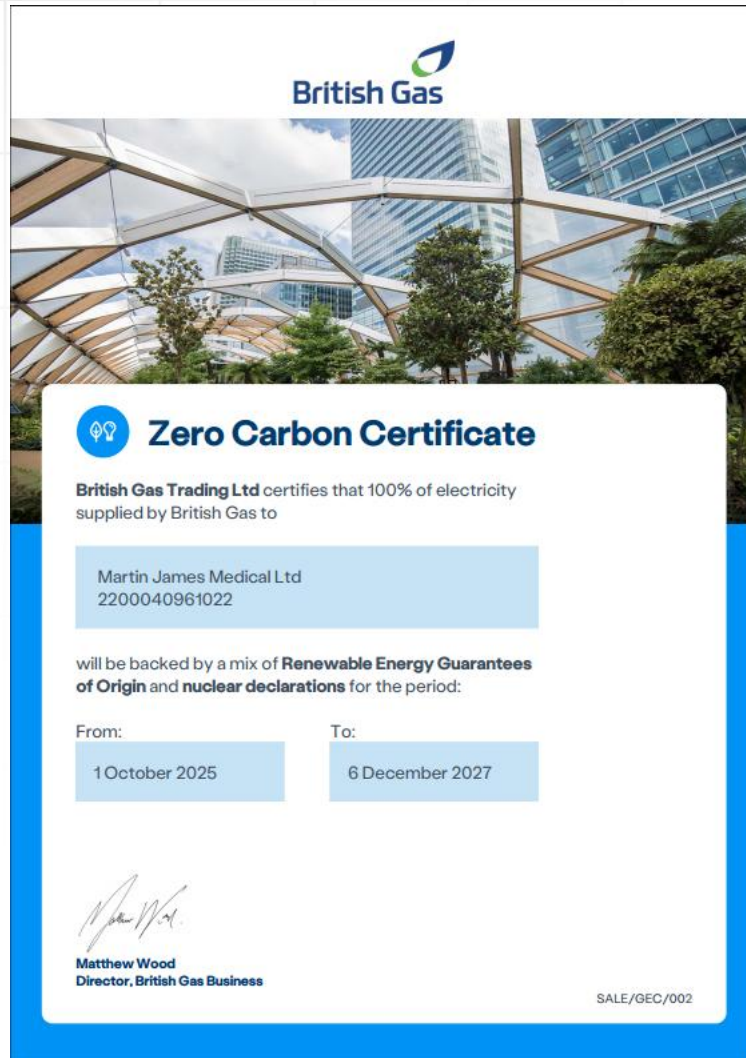 British Gas
Zero Carbon Certificate
British Gas Trading Ltd certifies that 100% of electricity
supplied by British Gas to
Martin James Medical Ltd
2200040961022
will be backed by a mix of Renewable Energy Guarantees
of Origin and nuclear declarations for the period:
From:
To:
1 October 2025
6 December 2027
Matthew Wood
Director, British Gas Business
SALE/GEC/002